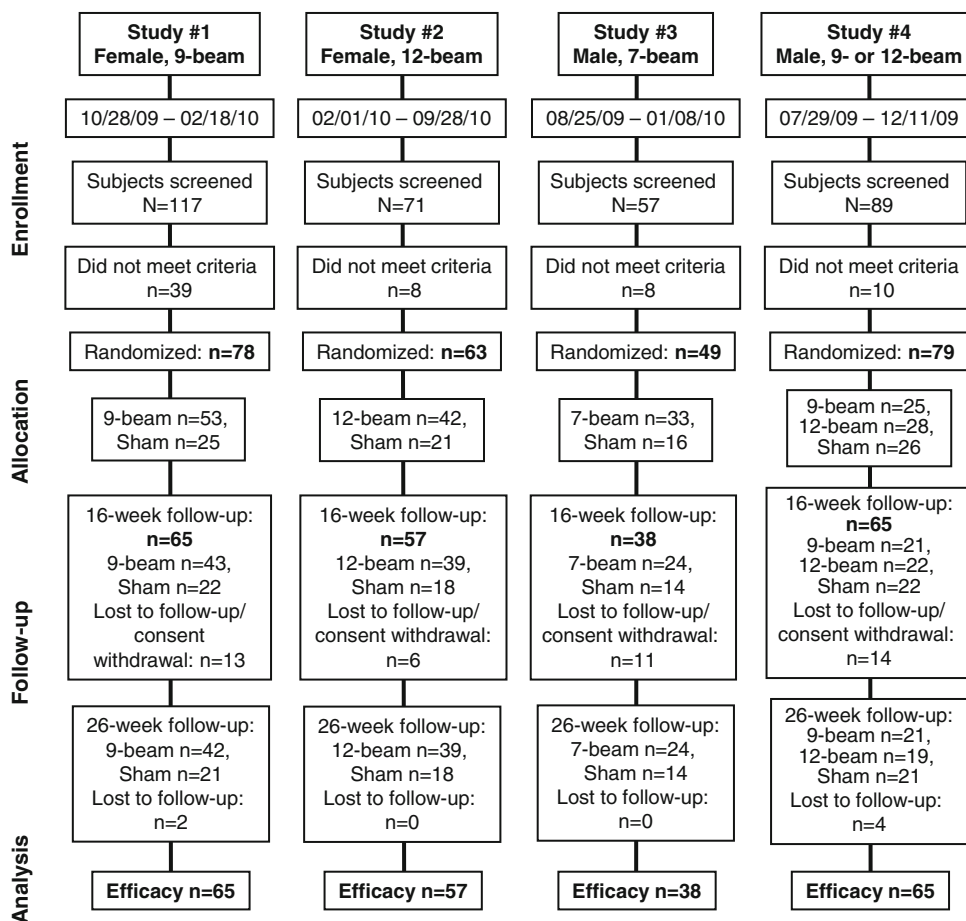 Study #1
Female, 9-beam
10/28/09 – 02/18/10
Subjects screened
N=117
Did not meet criteria
n=39
Randomized: n=78
9-beam n=53,
Sham n=25
16-week follow-up:
n=65
9-beam n=43,
Sham n=22
Lost to follow-up/
consent
withdrawal: n=13
26-week follow-up:
9-beam n=42,
Sham n=21
Lost to follow-up:
n=2
Efficacy n=65
Study #2
Female, 12-beam
02/01/10 – 09/28/10
Subjects screened
N=71
Did not meet criteria
n=8
Randomized: n=63
12-beam n=42,
Sham n=21
16-week follow-up:
n=57
12-beam n=39,
Sham n=18
Lost to follow-up/
consent withdrawal:
n=6
26-week follow-up:
12-beam n=39,
Sham n=18
Lost to follow-up:
n=0
Efficacy n=57
Study #3
Male, 7-beam
08/25/09 – 01/08/10
Subjects screened
N=57
Did not meet criteria
n=8
Randomized: n=49
7-beam n=33,
Sham n=16
16-week follow-up:
n=38
7-beam n=24,
Sham n=14
Lost to follow-up/
consent withdrawal:
n=11
26-week follow-up:
7-beam n=24,
Sham n=14
Lost to follow-up:
n=0
Efficacy n=38
Study #4
Male, 9- or 12-beam
07/29/09 – 12/11/09
Subjects screened
N=89
Did not meet criteria
n=10
Randomized: n=79
9-beam n=25,
12-beam n=28,
Sham n=26
16-week follow-up:
n=65
9-beam n=21,
12-beam n=22,
Sham n=22
Lost to follow-up/
consent withdrawal:
n=14
26-week follow-up:
9-beam n=21,
12-beam n=19,
Sham n=21
Lost to follow-up:
n=4
Efficacy n=65
Enrollment
Allocation
Follow-up
Analysis